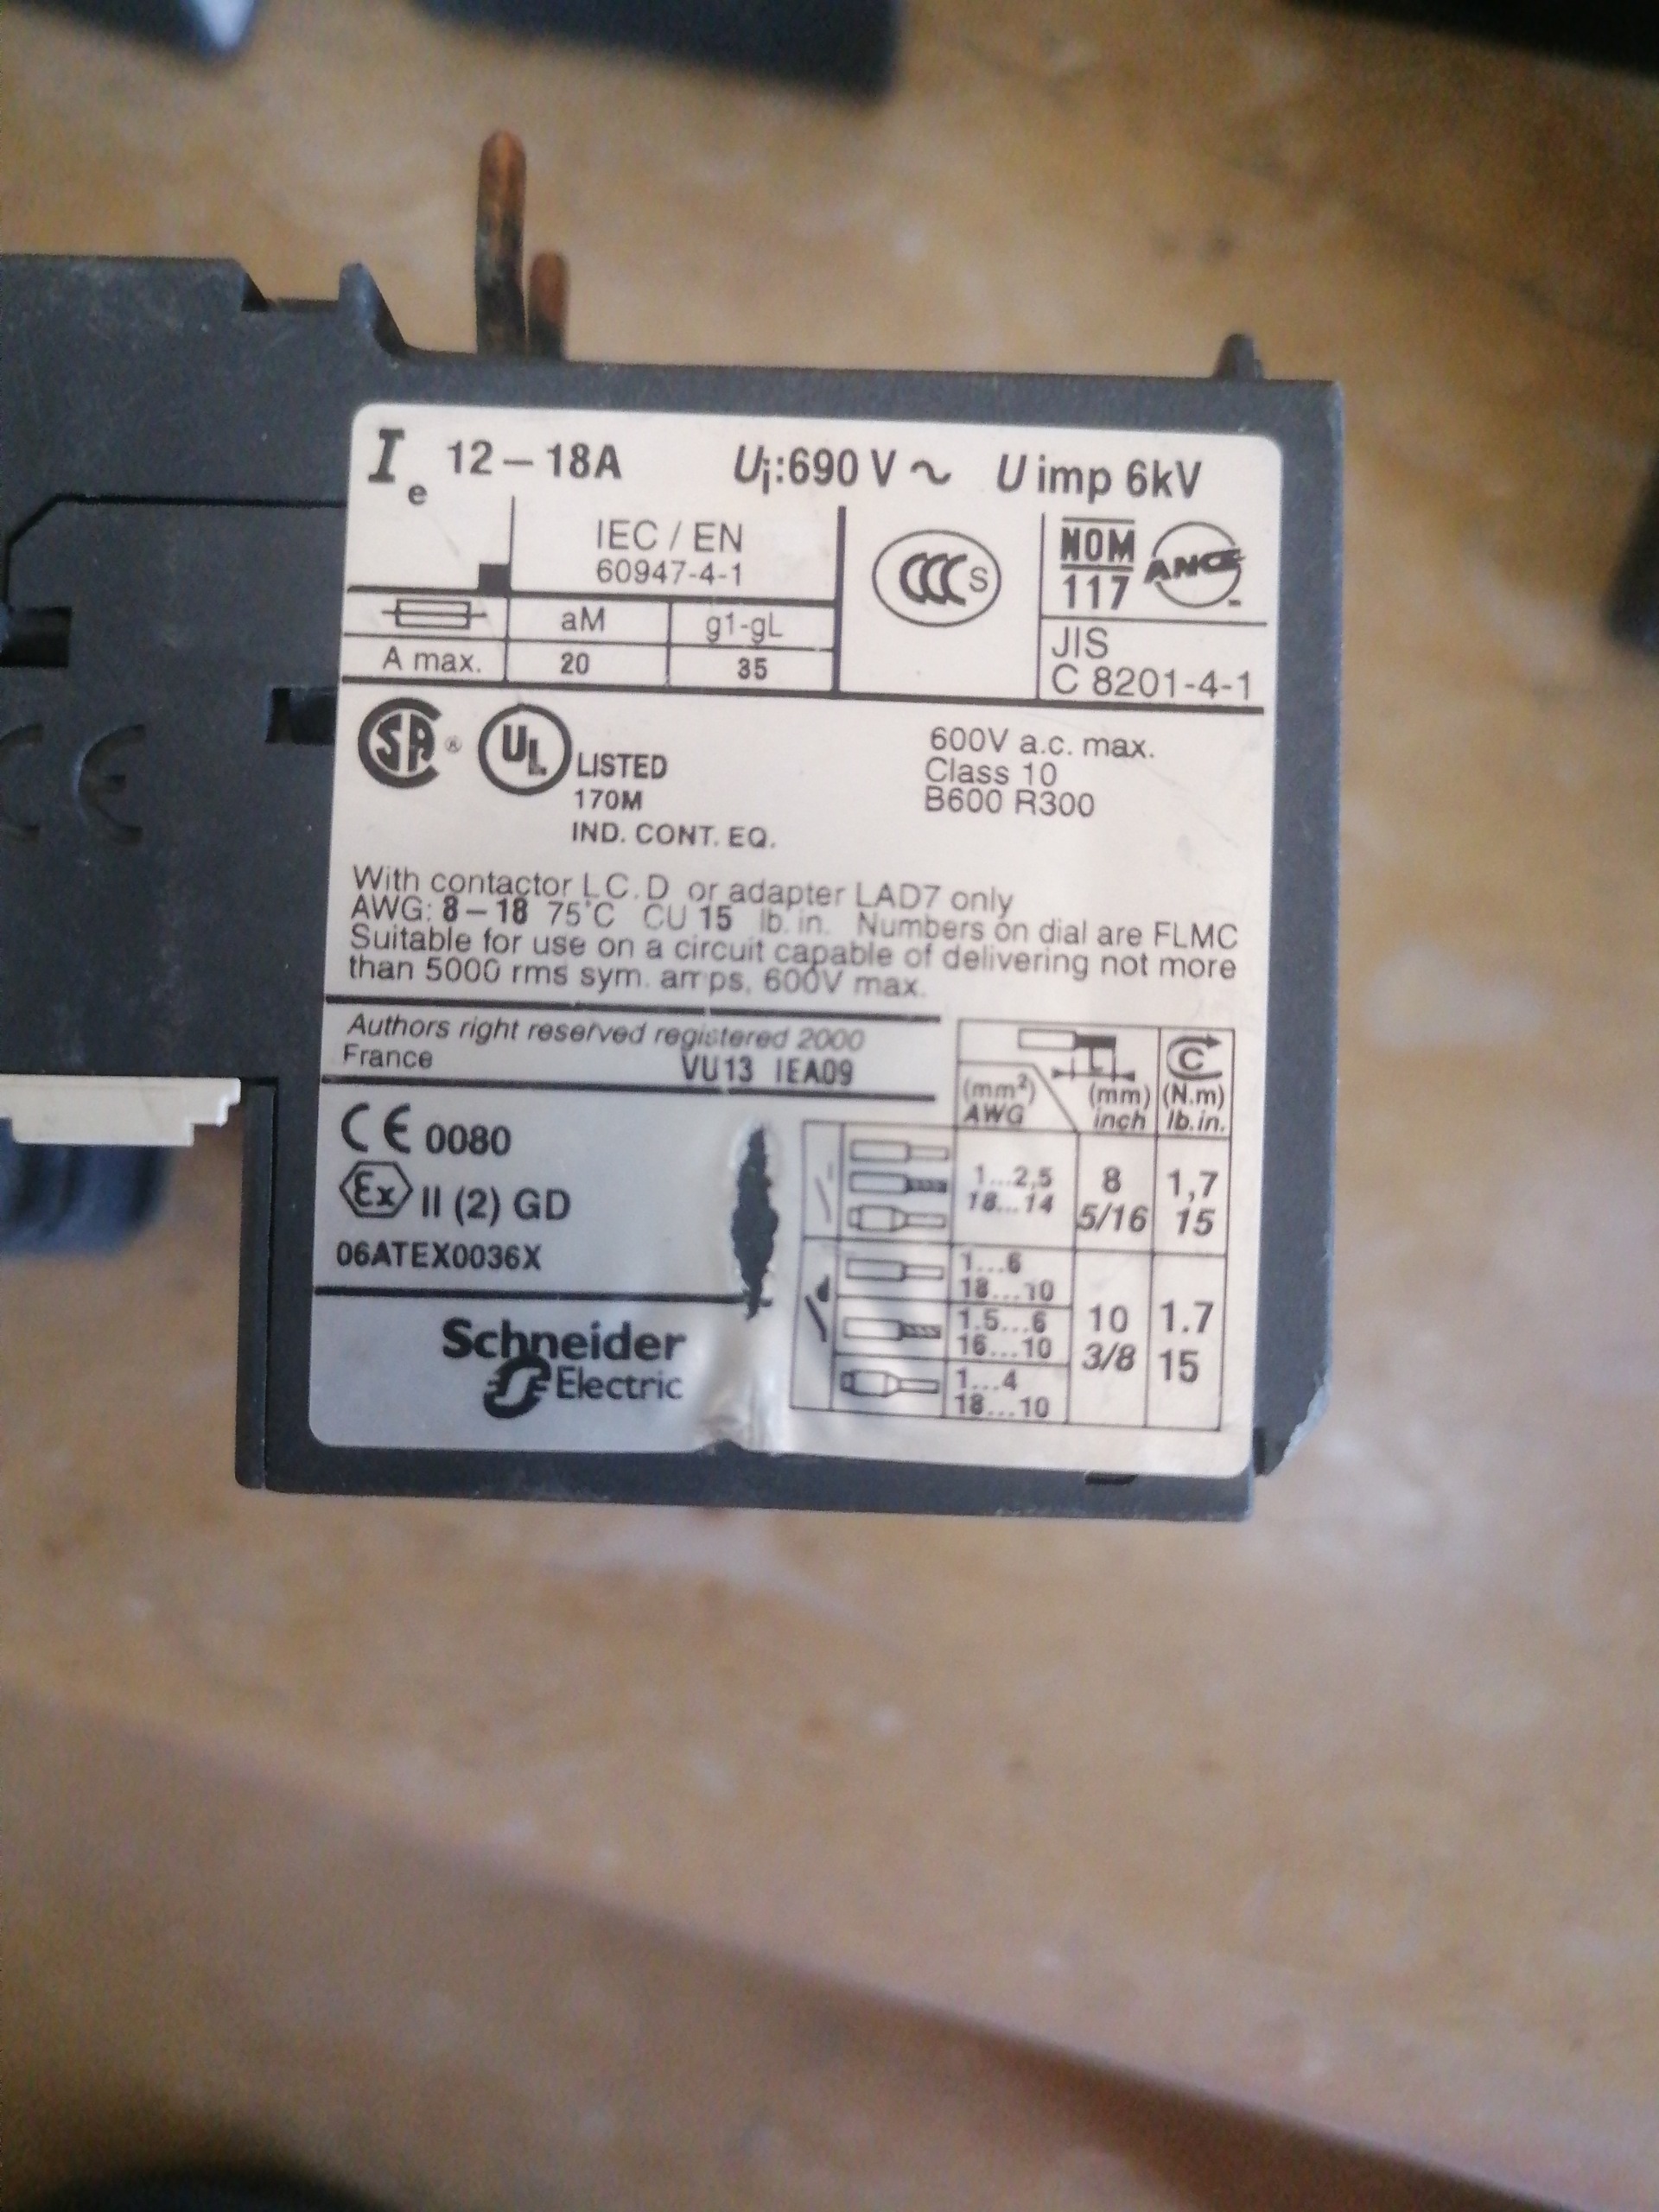 Ie 12–18A Ui:690 V ~ U imp 6kV
IEC / EN
60947-4-1
aM g1-gL
A max. 20 35
CCC S
NOM
117
ANCE
JIS
C 8201-4-1
SA ®
UL LISTED
170M
IND. CONT. EQ.
600V a.c. max.
Class 10
B600 R300
With contactor LC.D or adapter LAD7 only
AWG: 8–18 75°C CU 15 lb.in. Numbers on dial are FLMC
Suitable for use on a circuit capable of delivering not more
than 5000 rms sym. amps, 600V max.
Authors right reserved registered 2000
France VU13 IEA09
CE 0080
Ex II (2) GD
06ATEX0036X
Schneider
Electric
L C
(mm²) (mm) (N.m)
AWG inch lb.in.
1...2,5 8 1,7
18...14 5/16 15
1...6
18...10
1.5...6 10 1.7
16...10 3/8 15
1...4
18...10
CE